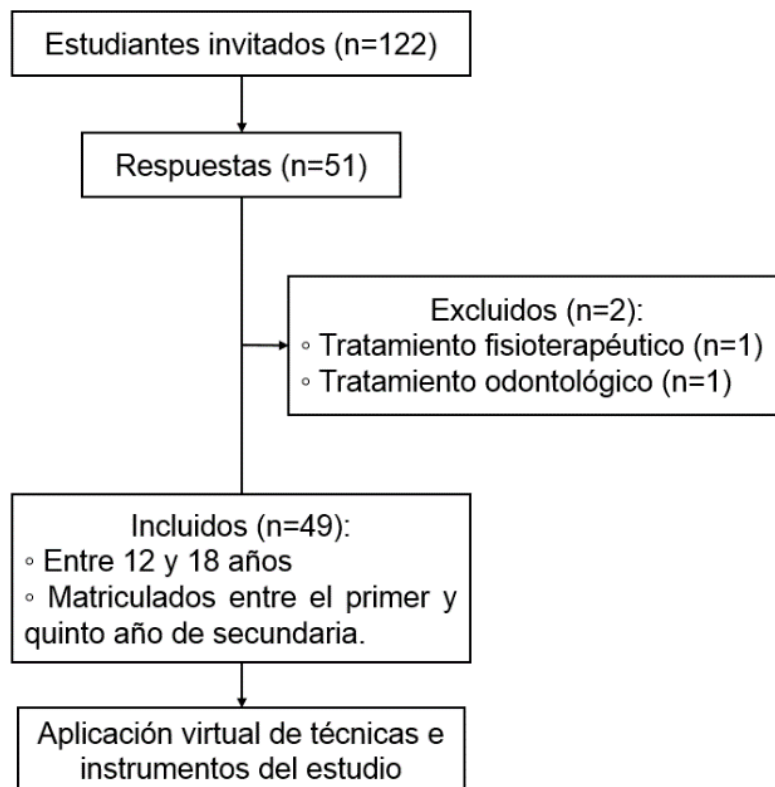 Estudiantes invitados (n=122)
Respuestas (n=51)
Excluidos (n=2):
◦ Tratamiento fisioterapéutico (n=1)
◦ Tratamiento odontológico (n=1)
Incluidos (n=49):
◦ Entre 12 y 18 años
◦ Matriculados entre el primer y
quinto año de secundaria.
Aplicación virtual de técnicas e
instrumentos del estudio